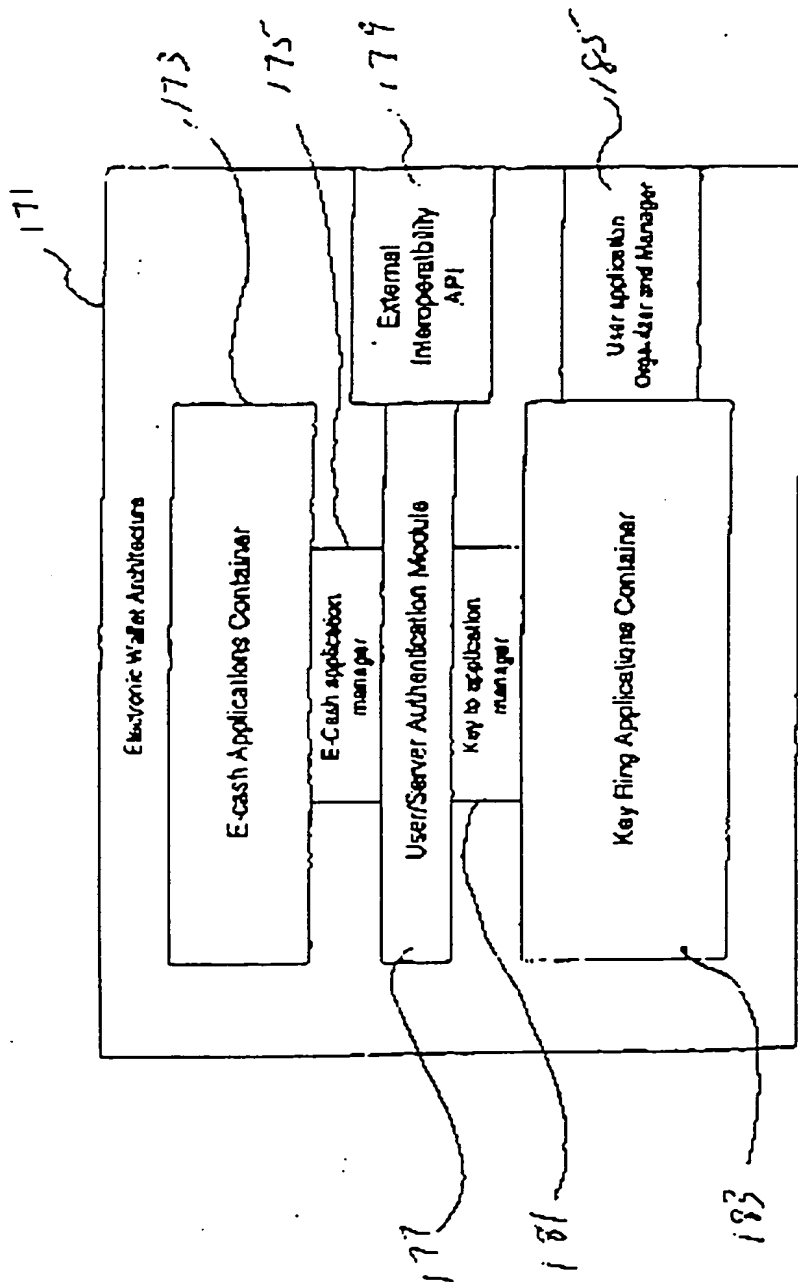 171
173
175
179
185
Electronic Wallet Architecture
E-cash Applications Container
E-Cash application
manager
User/Server Authentication Module
External
Interoperability
API
Key to application
manager
Key Ring Applications Container
User application
Organizer and Manager
177
181
183